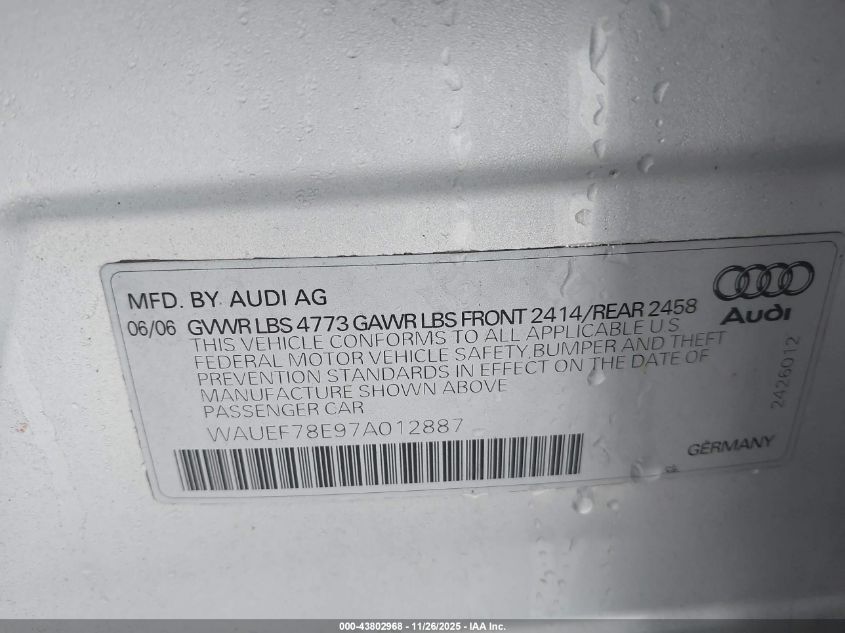 MFD. BY AUDI AG
06/06 GVWR LBS 4773 GAWR LBS FRONT 2414/REAR 2458
THIS VEHICLE CONFORMS TO ALL APPLICABLE U S
FEDERAL MOTOR VEHICLE SAFETY,BUMPER AND THEFT
PREVENTION STANDARDS IN EFFECT ON THE DATE OF
MANUFACTURE SHOWN ABOVE
PASSENGER CAR
WAUEF78E97A012887
Audi
2426012
GERMANY
000-43802968 - 11/26/2025 - IAA Inc.